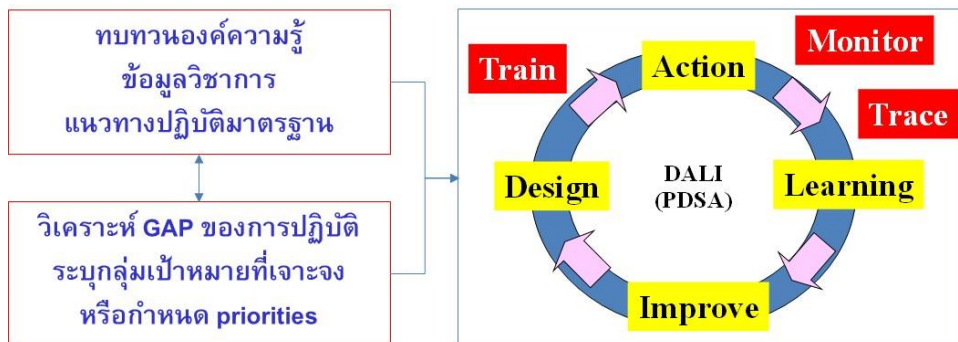 ทบทวนองค์ความรู้
ข้อมูลวิชาการ
แนวทางปฏิบัติมาตรฐาน
วิเคราะห์ GAP ของการปฏิบัติ
ระบุกลุ่มเป้าหมายที่เจาะจง
หรือกำหนด priorities
Train
Action
Monitor
Trace
Design
DALI
(PDSA)
Learning
Improve